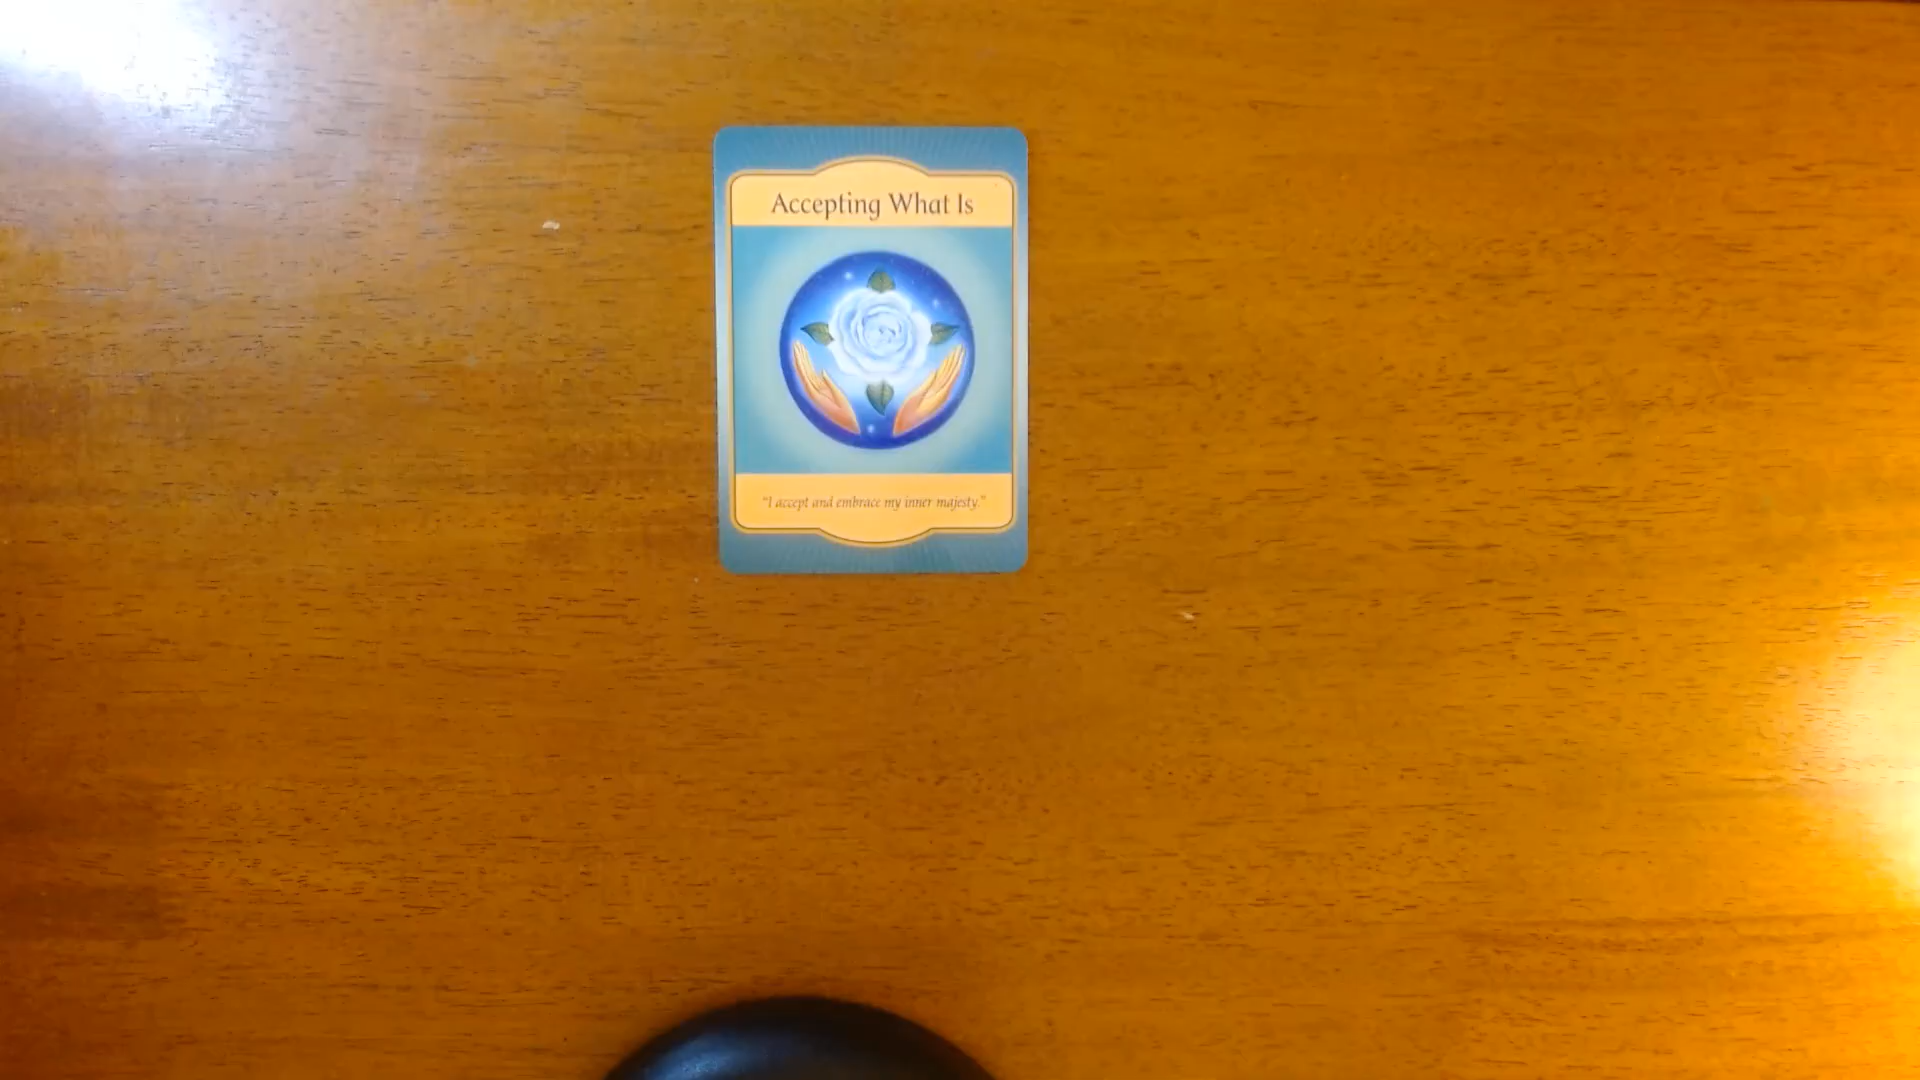 Accepting What Is
“I accept and embrace my inner majesty.”